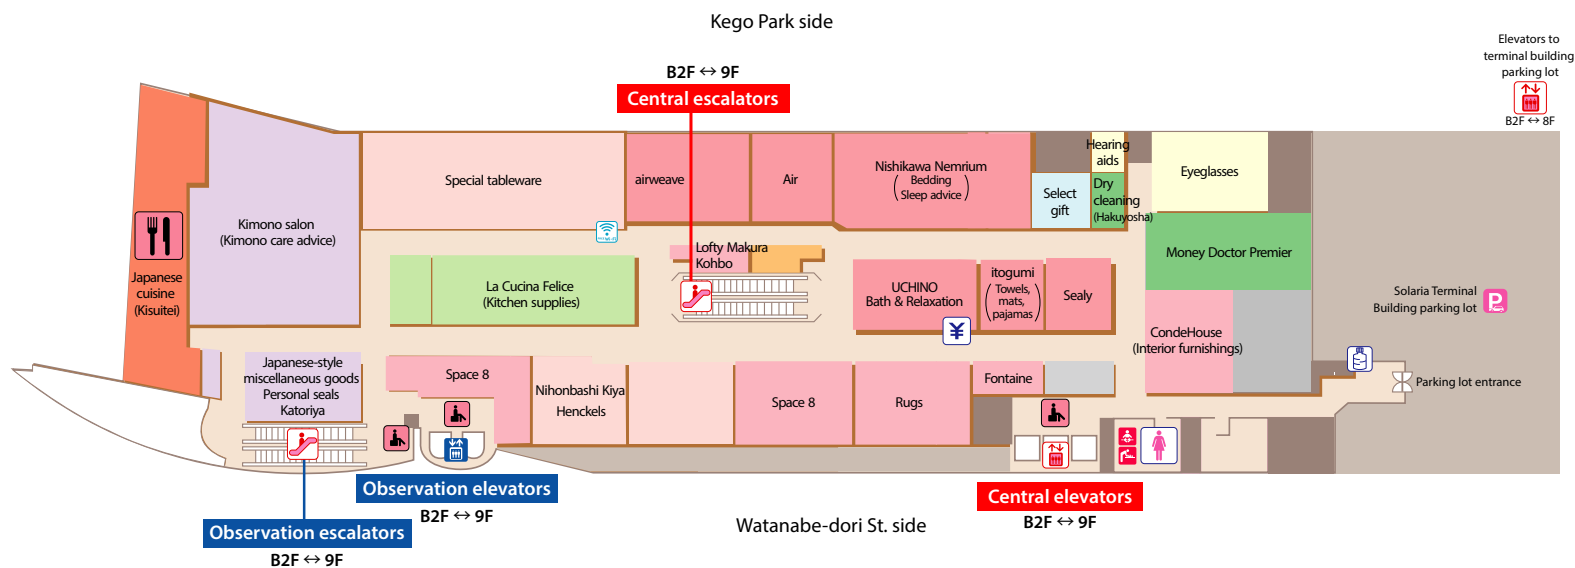 Kego Park side
Elevators to
terminal building
parking lot
B2F ↔ 8F
B2F ↔ 9F
Central escalators
Special tableware
airweave
Air
Nishikawa Nemrium
(Bedding
Sleep advice)
Hearing
aids
Select
gift
Dry
cleaning
(Hakuyosha)
Eyeglasses
Kimono salon
(Kimono care advice)
Wi-Fi
Lofty Makura
Kohbo
Money Doctor Premier
Japanese
cuisine
(Kisuitei)
La Cucina Felice
(Kitchen supplies)
UCHINO
Bath & Relaxation
¥
itogumi
(Towels,
mats,
pajamas)
Sealy
Solaria Terminal
Building parking lot
P
CondeHouse
(Interior furnishings)
Japanese-style
miscellaneous goods
Personal seals
Katoriya
Space 8
Nihonbashi Kiya
Henckels
Space 8
Rugs
Fontaine
Parking lot entrance
Observation elevators
B2F ↔ 9F
Central elevators
B2F ↔ 9F
Observation escalators
B2F ↔ 9F
Watanabe-dori St. side